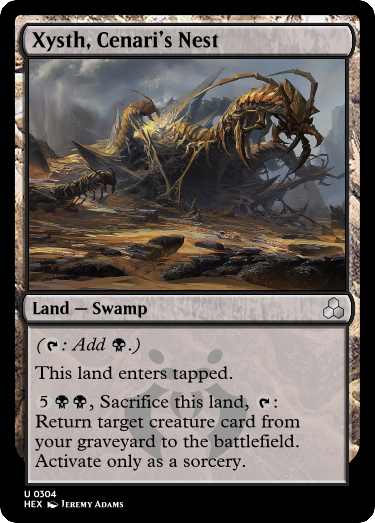 Xysth, Cenari's Nest
Land — Swamp
(: Add .)
This land enters tapped.
5 , Sacrifice this land, :
Return target creature card from
your graveyard to the battlefield.
Activate only as a sorcery.
U 0304
HEX Jeremy Adams